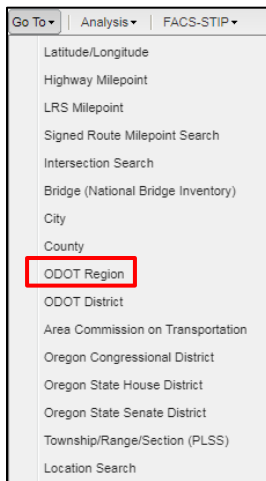 Go To▾ | Analysis▾ | FACS-STIP▾
Latitude/Longitude
Highway Milepoint
LRS Milepoint
Signed Route Milepoint Search
Intersection Search
Bridge (National Bridge Inventory)
City
County
ODOT Region
ODOT District
Area Commission on Transportation
Oregon Congressional District
Oregon State House District
Oregon State Senate District
Township/Range/Section (PLSS)
Location Search